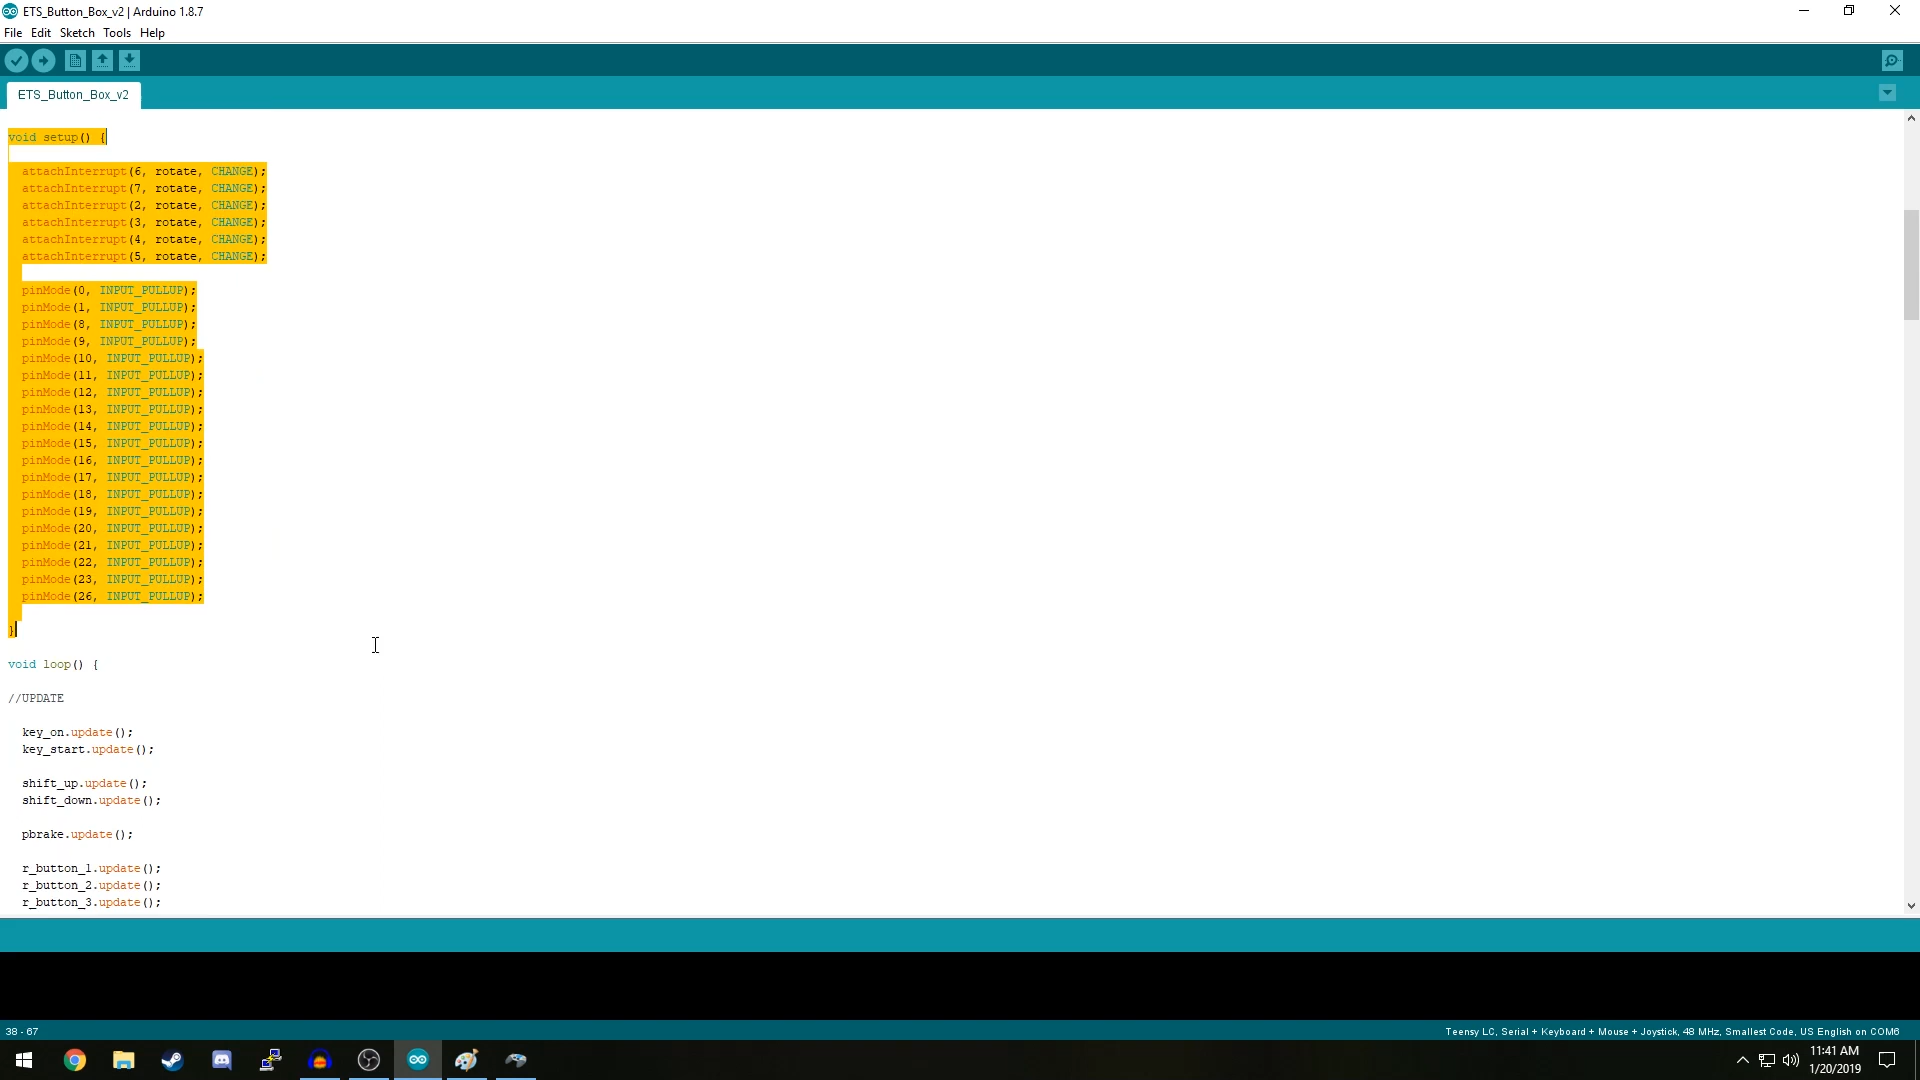 ETS_Button_Box_v2 | Arduino 1.8.7
File Edit Sketch Tools Help
ETS_Button_Box_v2
void setup() {
attachInterrupt(6, rotate, CHANGE);
attachInterrupt(7, rotate, CHANGE);
attachInterrupt(2, rotate, CHANGE);
attachInterrupt(3, rotate, CHANGE);
attachInterrupt(4, rotate, CHANGE);
attachInterrupt(5, rotate, CHANGE);
pinMode(0, INPUT_PULLUP);
pinMode(1, INPUT_PULLUP);
pinMode(8, INPUT_PULLUP);
pinMode(9, INPUT_PULLUP);
pinMode(10, INPUT_PULLUP);
pinMode(11, INPUT_PULLUP);
pinMode(12, INPUT_PULLUP);
pinMode(13, INPUT_PULLUP);
pinMode(14, INPUT_PULLUP);
pinMode(15, INPUT_PULLUP);
pinMode(16, INPUT_PULLUP);
pinMode(17, INPUT_PULLUP);
pinMode(18, INPUT_PULLUP);
pinMode(19, INPUT_PULLUP);
pinMode(20, INPUT_PULLUP);
pinMode(21, INPUT_PULLUP);
pinMode(22, INPUT_PULLUP);
pinMode(23, INPUT_PULLUP);
pinMode(26, INPUT_PULLUP);
}
void loop() {
//UPDATE
key_on.update();
key_start.update();
shift_up.update();
shift_down.update();
pbrake.update();
r_button_1.update();
r_button_2.update();
r_button_3.update();
38 - 67
Teensy LC, Serial + Keyboard + Mouse + Joystick, 48 MHz, Smallest Code, US English on COM6
11:41 AM
1/20/2019